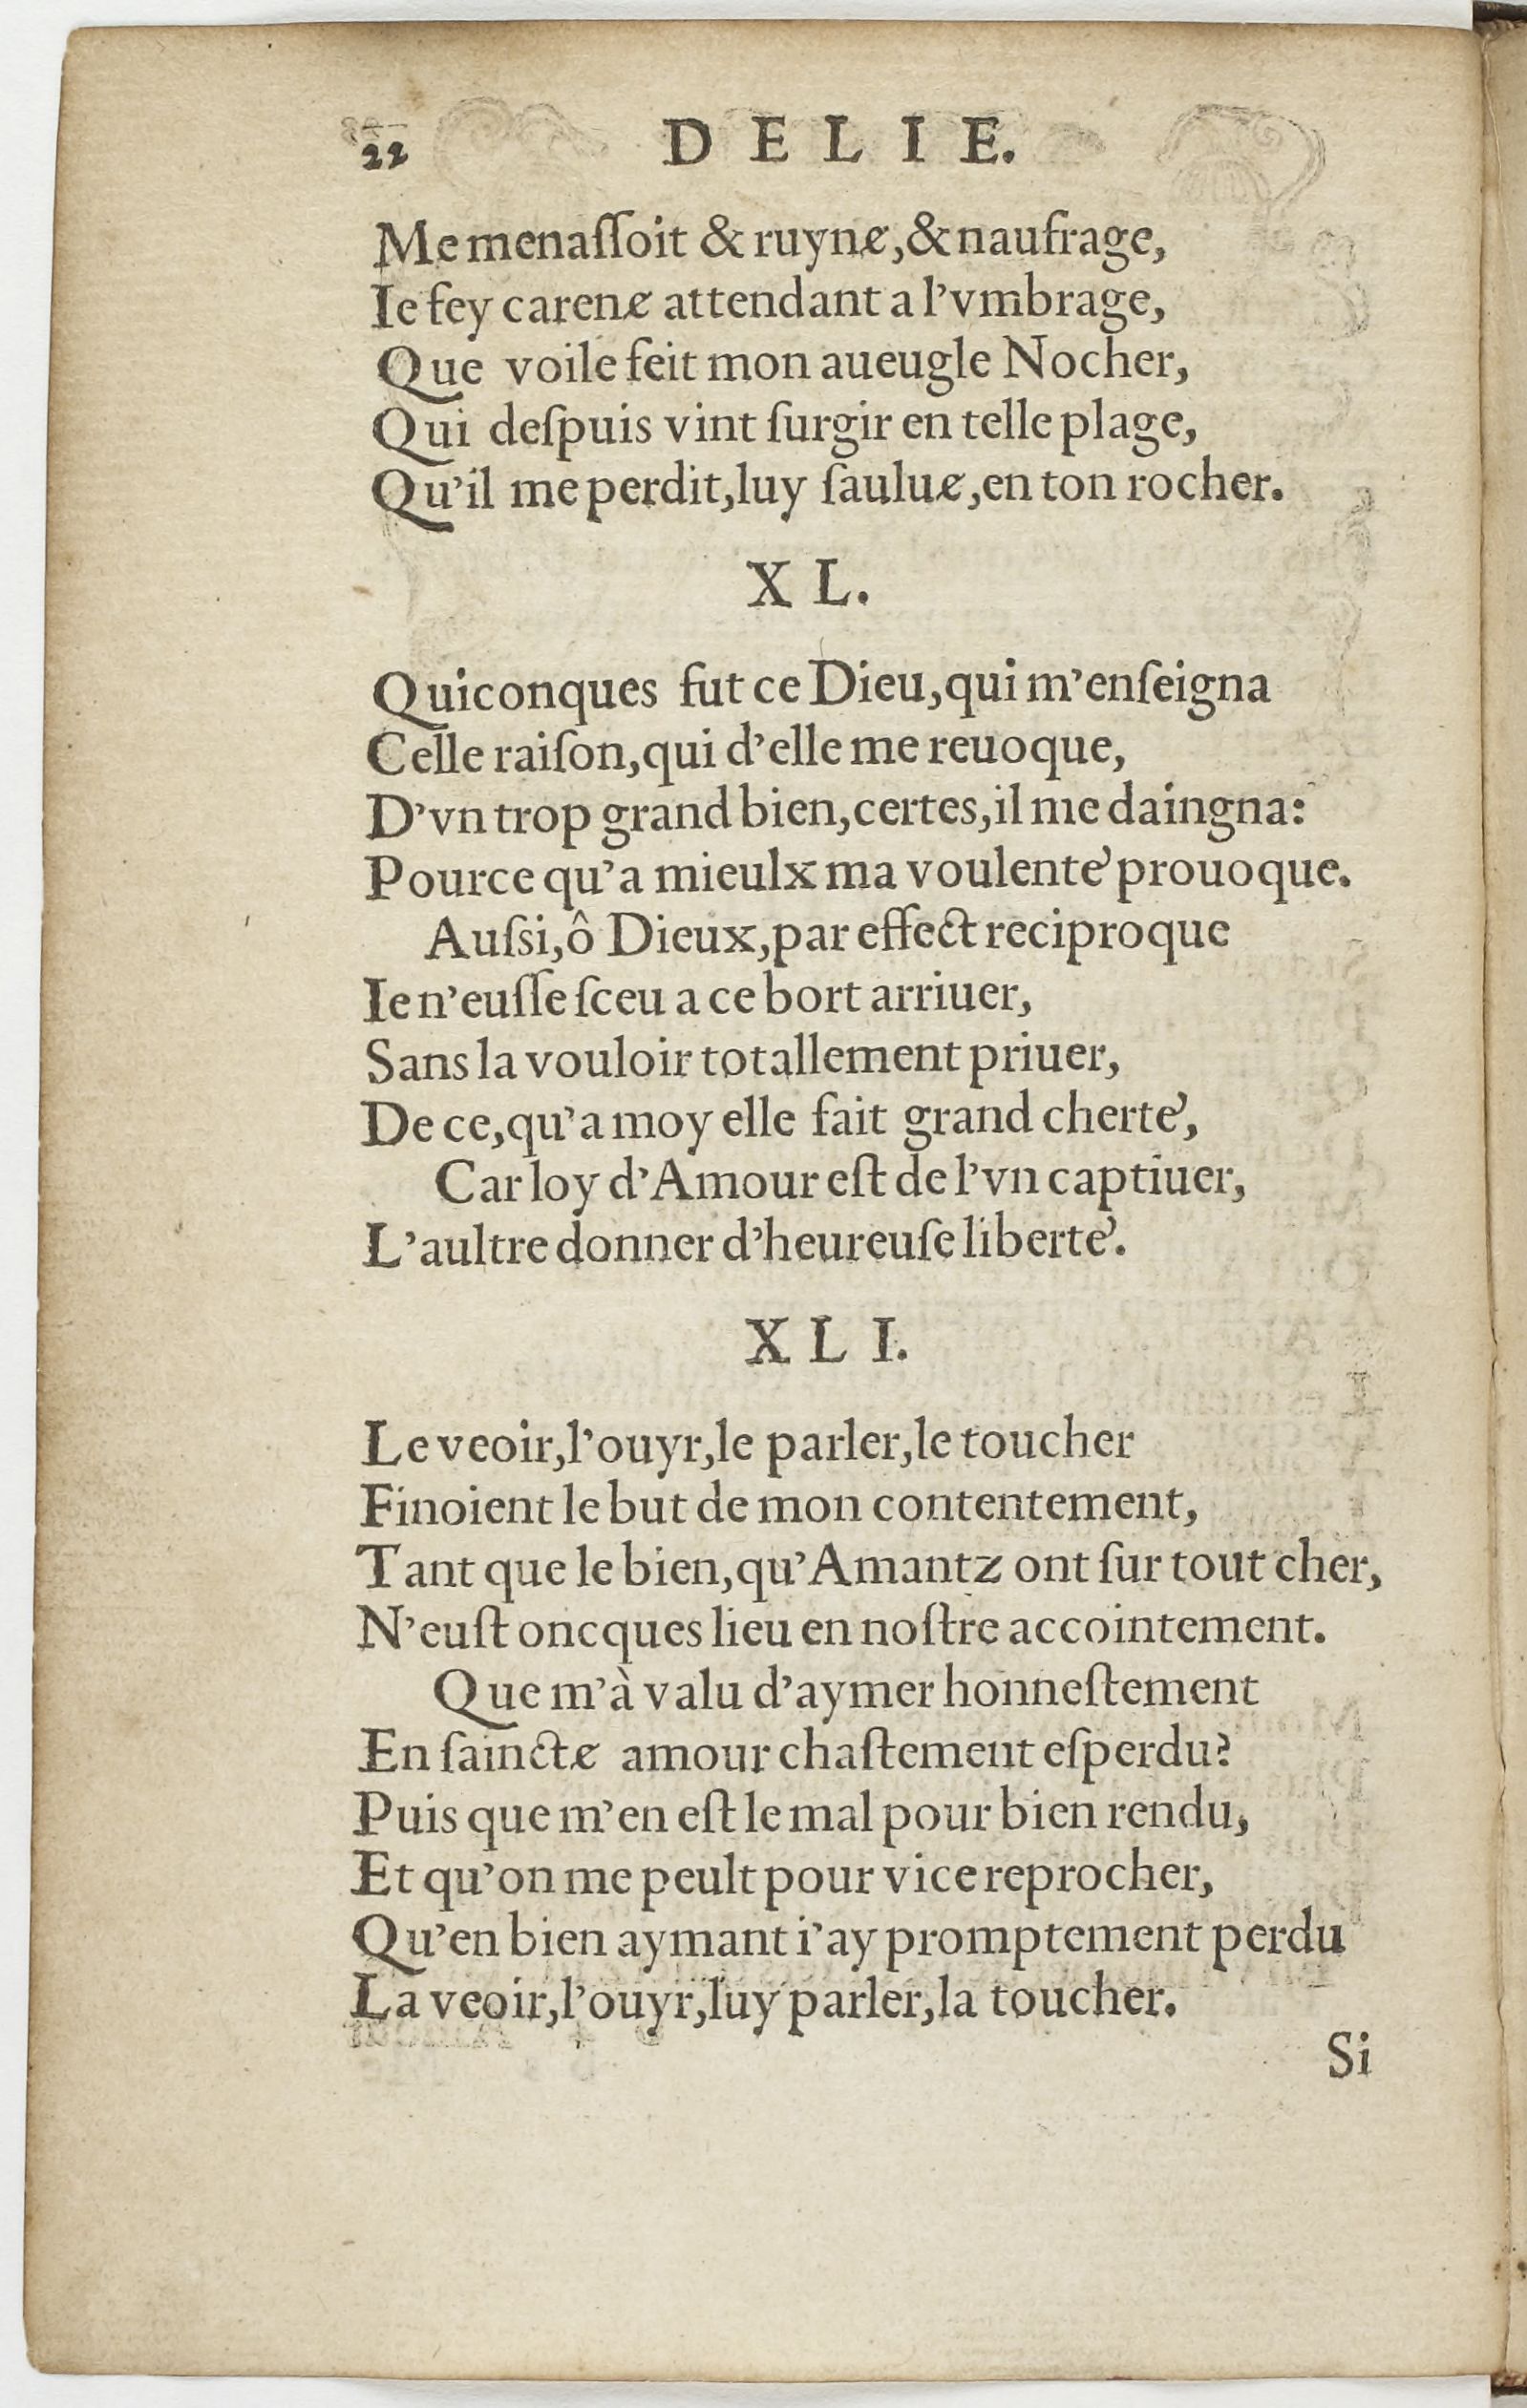 22 DELIE.
Me menaſſoit & ruyne, & naufrage,
Ie fey carene attendant a l'vmbrage,
Que voile feit mon aueugle Nocher,
Qui deſpuis vint ſurgir en telle plage,
Qu'il me perdit, luy ſaulue, en ton rocher.
XL.
Quiconques fut ce Dieu, qui m'enſeigna
Celle raiſon, qui d'elle me reuoque,
D'vn trop grand bien, certes, il me daingna:
Pource qu'a mieulx ma voulenté prouoque.
Auſsi, ô Dieux, par effect reciproque
Ie n'euſſe ſceu a ce bort arriuer,
Sans la vouloir totallement priuer,
De ce, qu'a moy elle fait grand cherté,
Car loy d'Amour eſt de l'vn captiuer,
L'aultre donner d'heureuſe liberté.
XLI.
Le veoir, l'ouyr, le parler, le toucher
Finoient le but de mon contentement,
Tant que le bien, qu'Amantz ont ſur tout cher,
N'euſt oncques lieu en noſtre accointement.
Que m'à valu d'aymer honneſtement
En ſaincte amour chaſtement eſperdu?
Puis que m'en eſt le mal pour bien rendu,
Et qu'on me peult pour vice reprocher,
Qu'en bien aymant i'ay promptement perdu
La veoir, l'ouyr, luy parler, la toucher.
Si